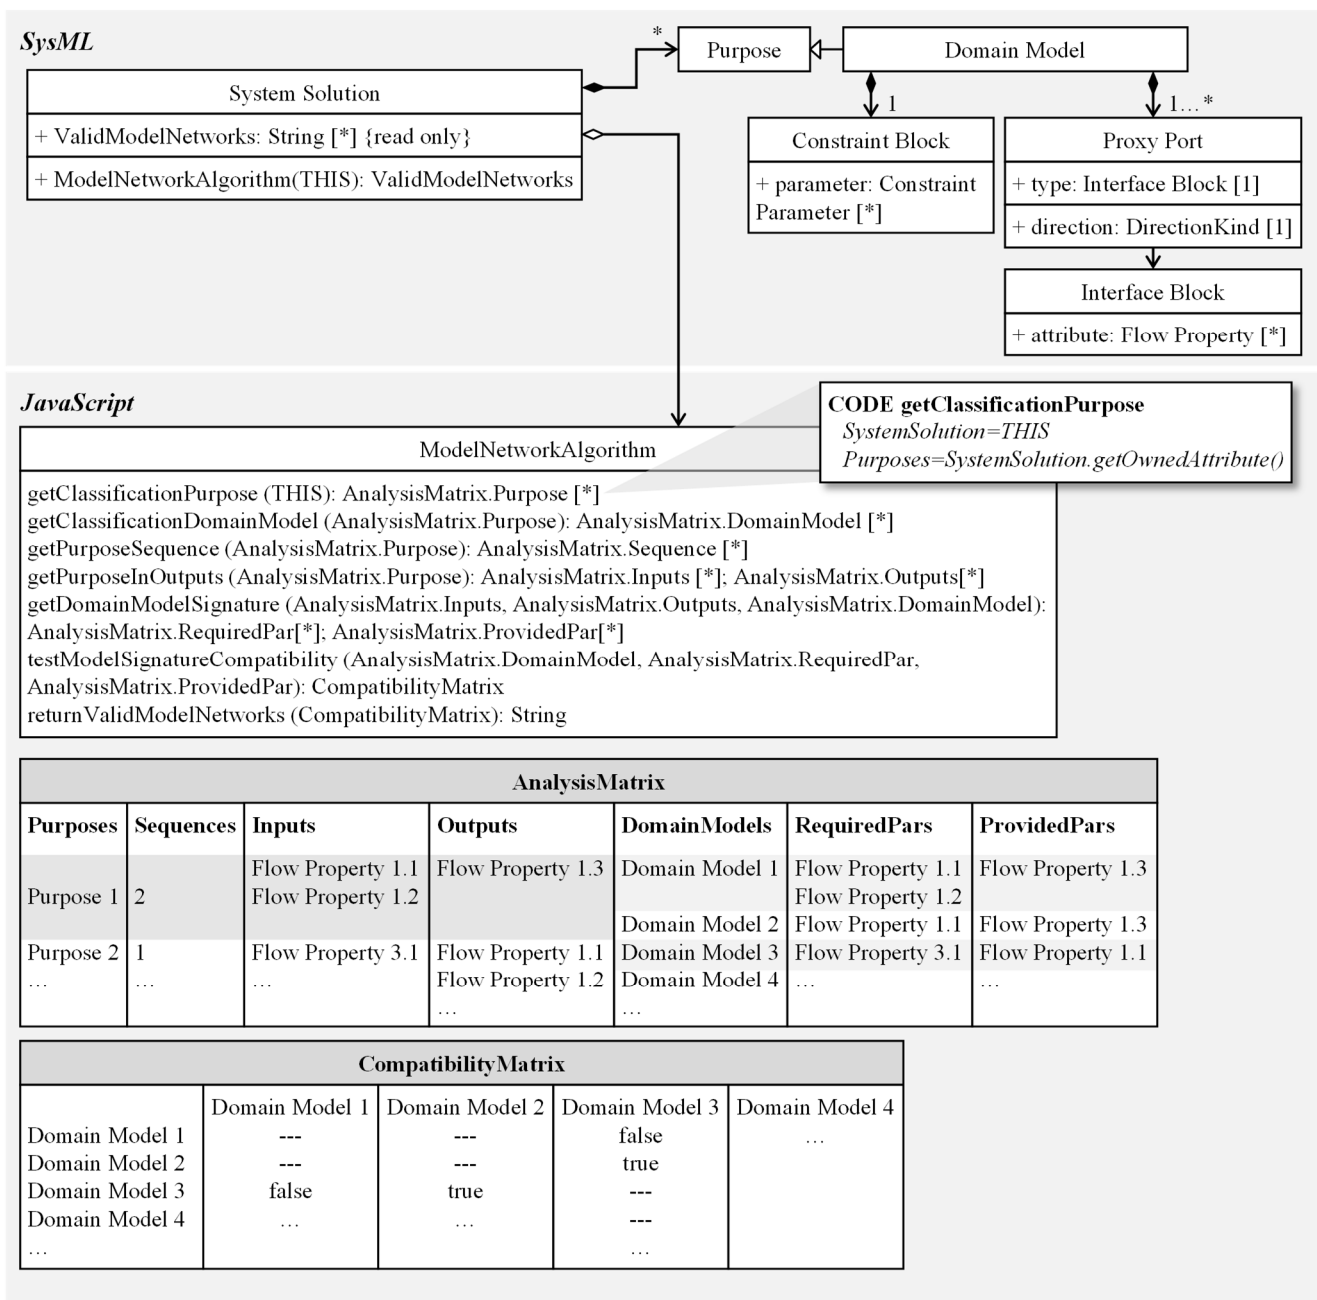 SysML
*
Purpose
Domain Model
System Solution
+ ValidModelNetworks: String [*] {read only}
+ ModelNetworkAlgorithm(THIS): ValidModelNetworks
1
1…*
Constraint Block
+ parameter: Constraint
Parameter [*]
Proxy Port
+ type: Interface Block [1]
+ direction: DirectionKind [1]
Interface Block
+ attribute: Flow Property [*]
JavaScript
CODE getClassificationPurpose
SystemSolution=THIS
Purposes=SystemSolution.getOwnedAttribute()
ModelNetworkAlgorithm
getClassificationPurpose (THIS): AnalysisMatrix.Purpose [*]
getClassificationDomainModel (AnalysisMatrix.Purpose): AnalysisMatrix.DomainModel [*]
getPurposeSequence (AnalysisMatrix.Purpose): AnalysisMatrix.Sequence [*]
getPurposeInOutputs (AnalysisMatrix.Purpose): AnalysisMatrix.Inputs [*]; AnalysisMatrix.Outputs[*]
getDomainModelSignature (AnalysisMatrix.Inputs, AnalysisMatrix.Outputs, AnalysisMatrix.DomainModel):
AnalysisMatrix.RequiredPar[*]; AnalysisMatrix.ProvidedPar[*]
testModelSignatureCompatibility (AnalysisMatrix.DomainModel, AnalysisMatrix.RequiredPar,
AnalysisMatrix.ProvidedPar): CompatibilityMatrix
returnValidModelNetworks (CompatibilityMatrix): String
AnalysisMatrix
Purposes Sequences Inputs Outputs DomainModels RequiredPars ProvidedPars
Flow Property 1.1 Flow Property 1.3 Domain Model 1 Flow Property 1.1 Flow Property 1.3
Purpose 1 2 Flow Property 1.2 Flow Property 1.2
Domain Model 2 Flow Property 1.1 Flow Property 1.3
Purpose 2 1 Flow Property 3.1 Flow Property 1.1 Domain Model 3 Flow Property 3.1 Flow Property 1.1
… … … Flow Property 1.2 Domain Model 4 … …
… …
CompatibilityMatrix
Domain Model 1 Domain Model 2 Domain Model 3 Domain Model 4
Domain Model 1 --- --- false …
Domain Model 2 --- --- true
Domain Model 3 false true ---
Domain Model 4 … … ---
… …